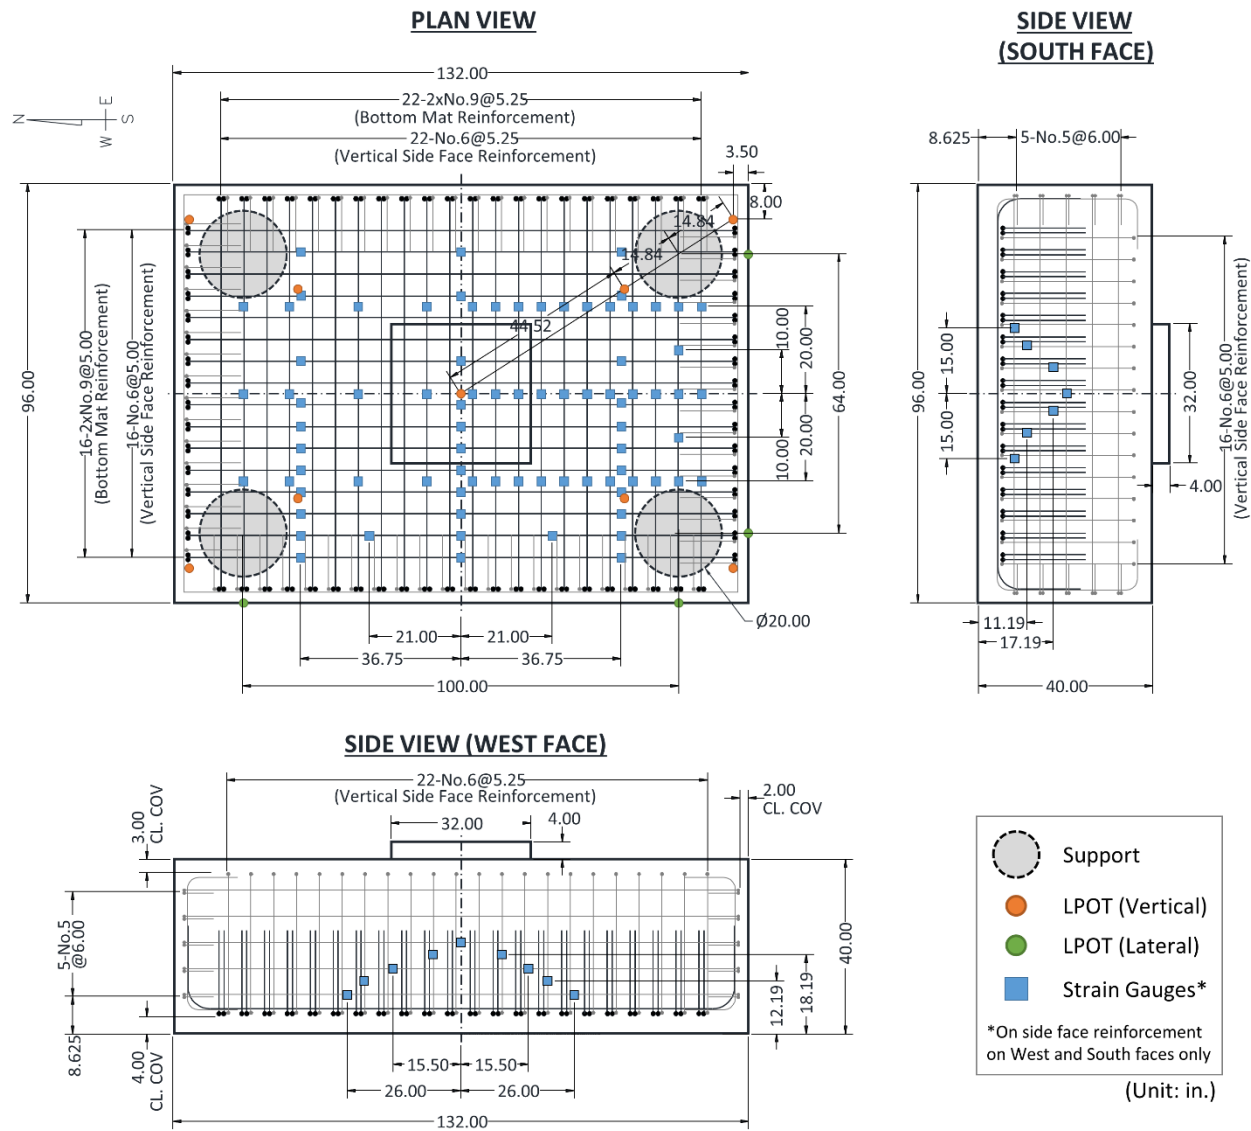 PLAN VIEW
SIDE VIEW
(SOUTH FACE)
132.00
22-2xNo.9@5.25
(Bottom Mat Reinforcement)
22-No.6@5.25
(Vertical Side Face Reinforcement)
N
E
W
S
3.50
8.00
14.84
14.84
44.52
10.00
20.00
10.00
20.00
64.00
96.00
16-2xNo.9@5.00
(Bottom Mat Reinforcement)
16-No.6@5.00
(Vertical Side Face Reinforcement)
Ø20.00
21.00
21.00
36.75
36.75
100.00
8.625
5-No.5@6.00
96.00
15.00
15.00
32.00
16-No.6@5.00
(Vertical Side Face Reinforcement)
4.00
11.19
17.19
40.00
SIDE VIEW (WEST FACE)
22-No.6@5.25
(Vertical Side Face Reinforcement)
2.00
CL. COV
3.00
CL. COV
32.00
4.00
5-No.5
@6.00
8.625
4.00
CL. COV
12.19
18.19
40.00
15.50
15.50
26.00
26.00
132.00
Support
LPOT (Vertical)
LPOT (Lateral)
Strain Gauges*
*On side face reinforcement
on West and South faces only
(Unit: in.)